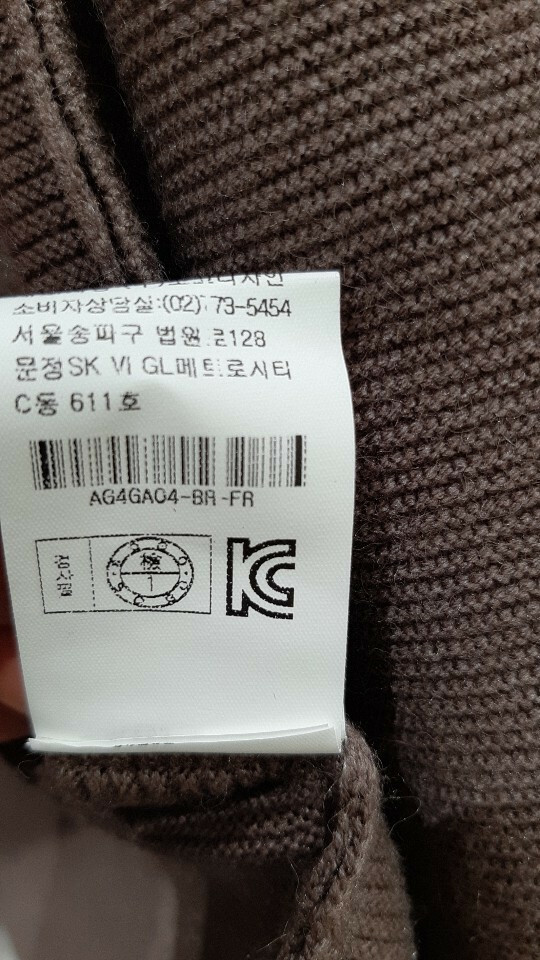 소비자상담실:(02) 73-5454
서울송파구 법원로128
문정SK V1 GL메트로시티
C동 611호
AG4GA04-BR-FR
檢
1
KC